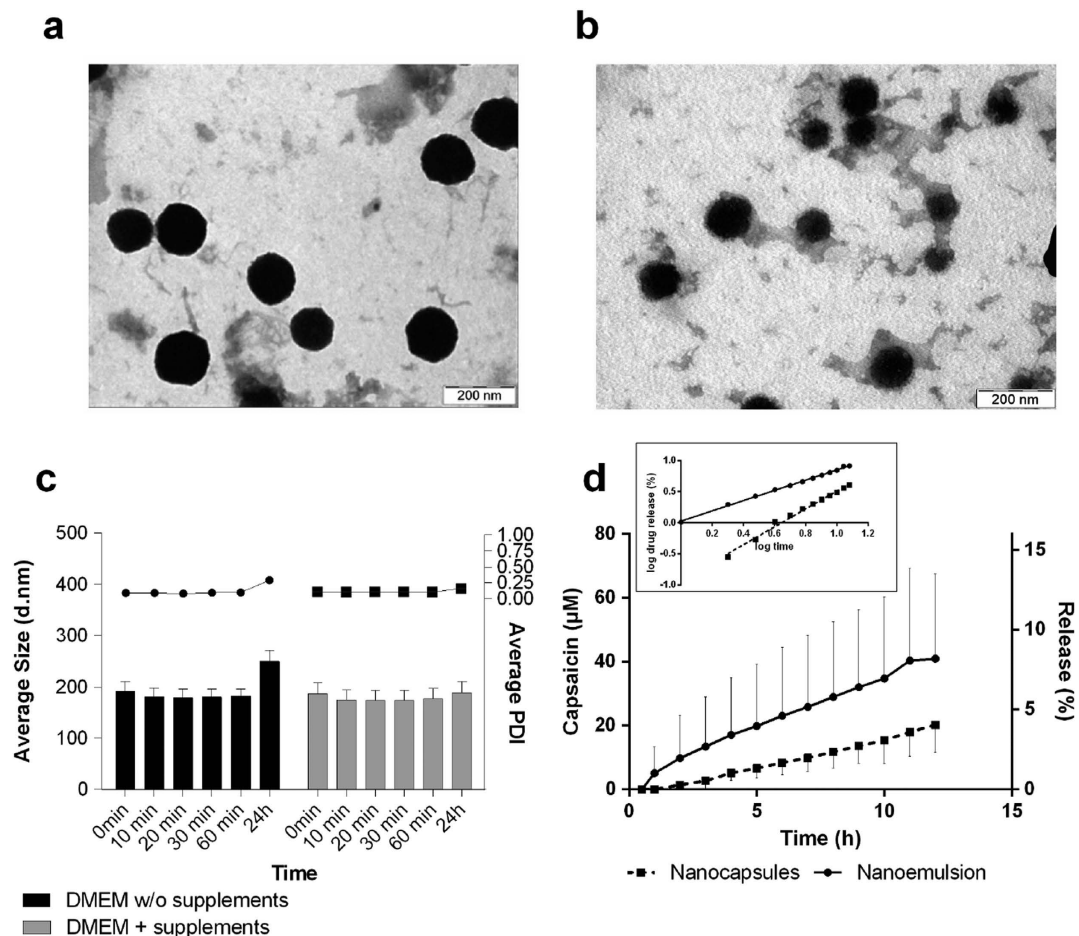 a
b
200 nm
200 nm
c
500
400
300
200
100
0
Average Size (d.nm)
1.00
0.75
0.50
0.25
0.00
Average PDI
0min
10 min
20 min
30 min
60 min
24h
0min
10 min
20 min
30 min
60 min
24h
Time
DMEM w/o supplements
DMEM + supplements
d
1.0
0.5
0.0
-0.5
-1.0
log drug release (%)
0.2 0.4 0.6 0.8 1.0 1.2
log time
80
60
40
20
0
Capsaicin (µM)
15
10
5
0
Release (%)
0 5 10 15
Time (h)
Nanocapsules Nanoemulsion